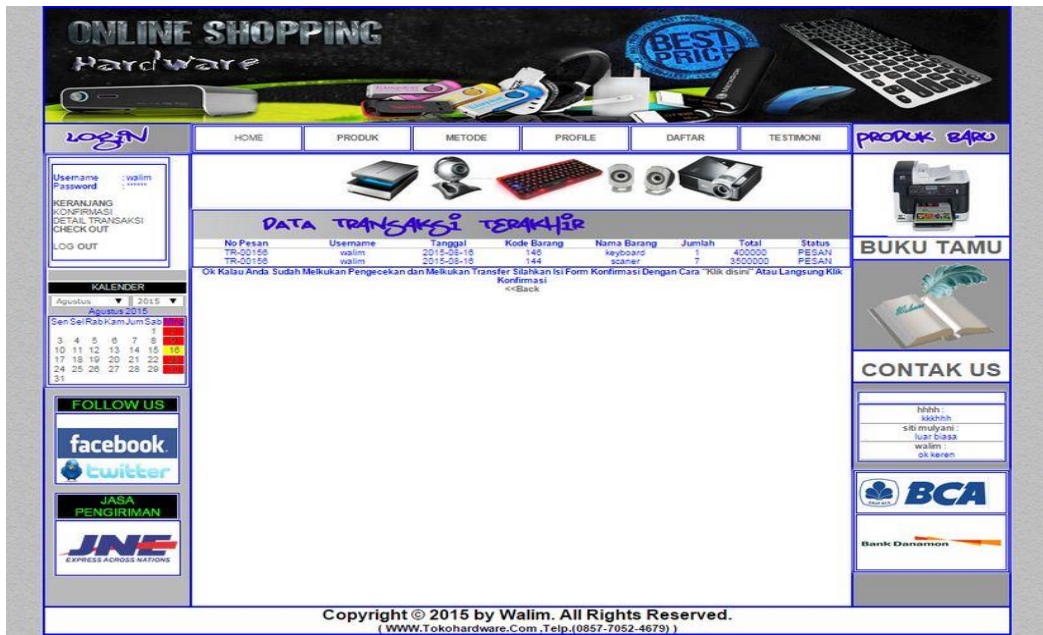 ONLINE SHOPPING
Hardware
BEST
PRICE
LOGIN
HOME
PRODUK
METODE
PROFILE
DAFTAR
TESTIMONI
PRODUK BARU
Username : walim
Password : ******
KERANJANG
KONFIRMASI
DETAIL TRANSAKSI
CHECK OUT
LOG OUT
KALENDER
Agustus 2015
Agustus 2015
Sen Sel Rab Kam Jum Sab
1
3 4 5 6 7 8
10 11 12 13 14 15 16
17 18 19 20 21 22
24 25 26 27 28 29
31
FOLLOW US
facebook
twitter
JASA
PENGIRIMAN
JNE
EXPRESS ACROSS NATIONS
DATA TRANSAKSI TERAKHIR
No Pesan Username Tanggal Kode Barang Nama Barang Jumlah Total Status
TR-00156 walim 2015-08-16 146 keyboard 1 400000 PESAN
TR-00156 walim 2015-08-16 144 scaner 7 3500000 PESAN
Ok Kalau Anda Sudah Melkukan Pengecekan dan Melkukan Transfer Silahkan Isi Form Konfirmasi Dengan Cara "Klik disini" Atau Langsung Klik
Konfirmasi
<<Back
BUKU TAMU
Welcome
CONTAK US
hhhh :
kkkhhh
siti mulyani :
luar biasa
walim :
ok keren
BCA
Bank Danamon
Copyright © 2015 by Walim. All Rights Reserved.
( WWW.Tokohardware.Com ,Telp.(0857-7052-4679) )